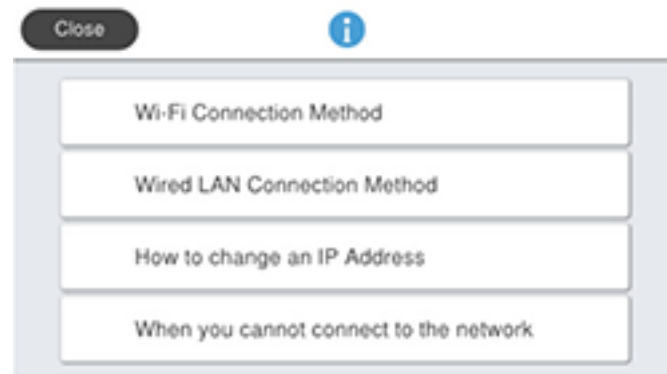 Close
Wi-Fi Connection Method
Wired LAN Connection Method
How to change an IP Address
When you cannot connect to the network